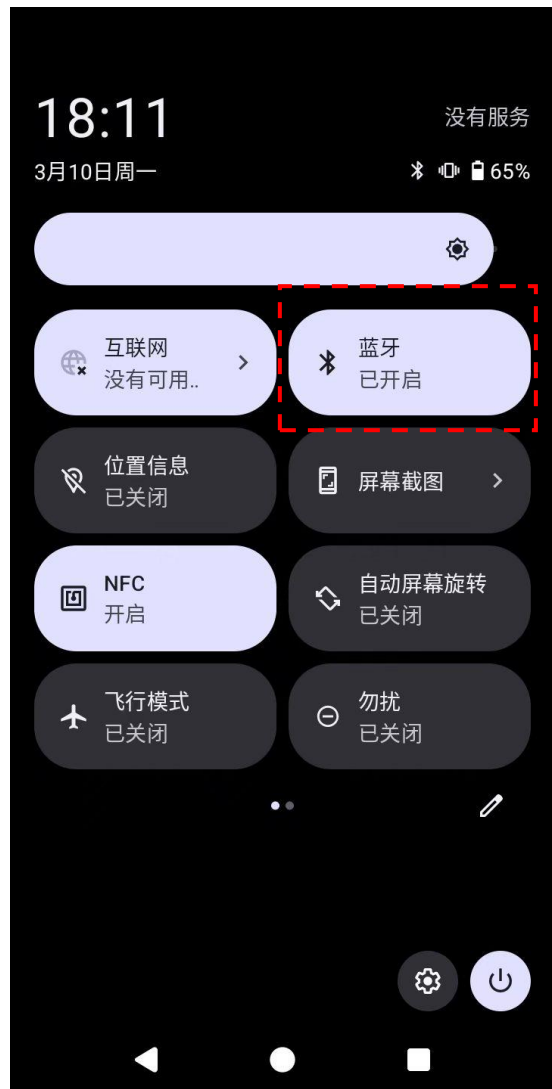 18:11
没有服务
3月10日周一
65%
互联网
没有可用..
蓝牙
已开启
位置信息
已关闭
屏幕截图
NFC
开启
自动屏幕旋转
已关闭
飞行模式
已关闭
勿扰
已关闭